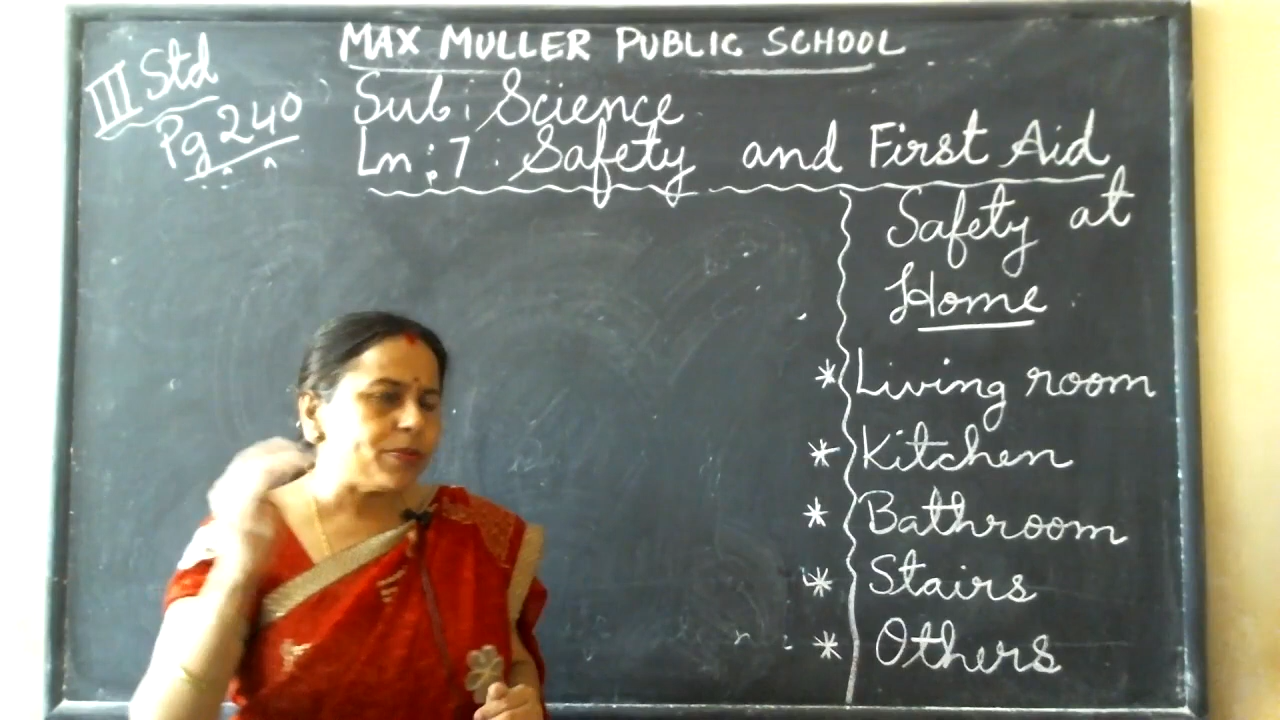 III Std
Pg 240
MAX MULLER PUBLIC SCHOOL
Sub: Science
Ln: 7: Safety and First Aid
Safety at
Home
* Living room
* Kitchen
* Bathroom
* Stairs
* Others